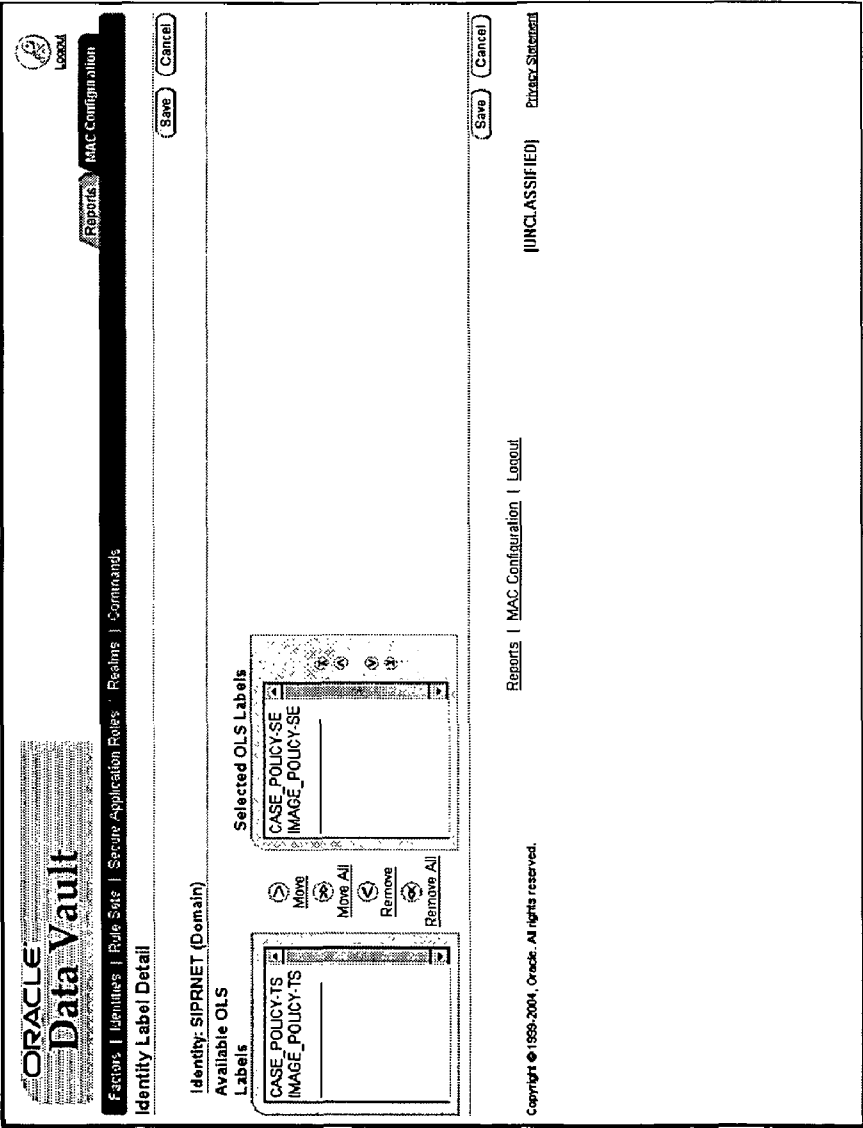 ORACLE
Data Vault
Logout
Reports
MAC Configuration
Factors | Identities | Rule Sets | Secure Application Roles | Realms | Commands
Identity Label Detail
Save Cancel
Identity: SIPRNET (Domain)
Available OLS
Labels
Selected OLS Labels
CASE_POLICY-TS
IMAGE_POLICY-TS
Move
Move All
Remove
Remove All
CASE_POLICY-SE
IMAGE_POLICY-SE
Save Cancel
Reports | MAC Configuration | Logout
Copyright © 1999-2004, Oracle. All rights reserved.
[UNCLASSIFIED]
Privacy Statement